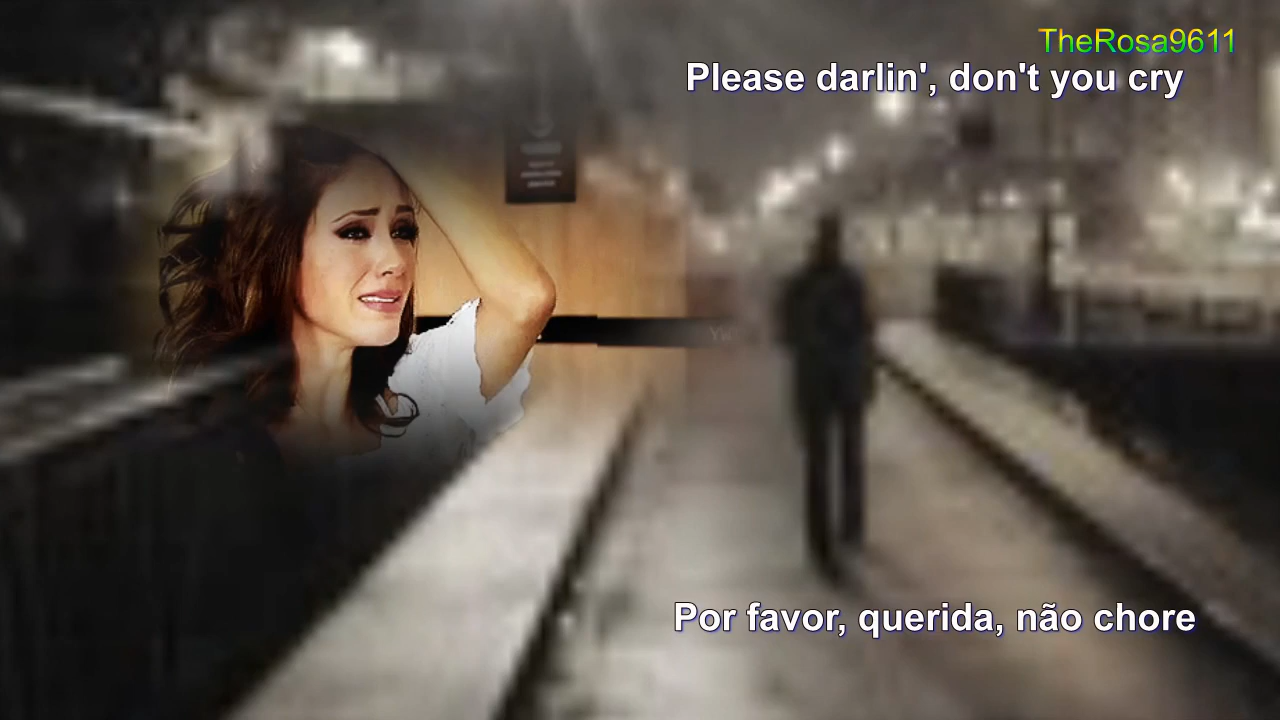 TheRosa9611
Please darlin', don't you cry
Por favor, querida, não chore